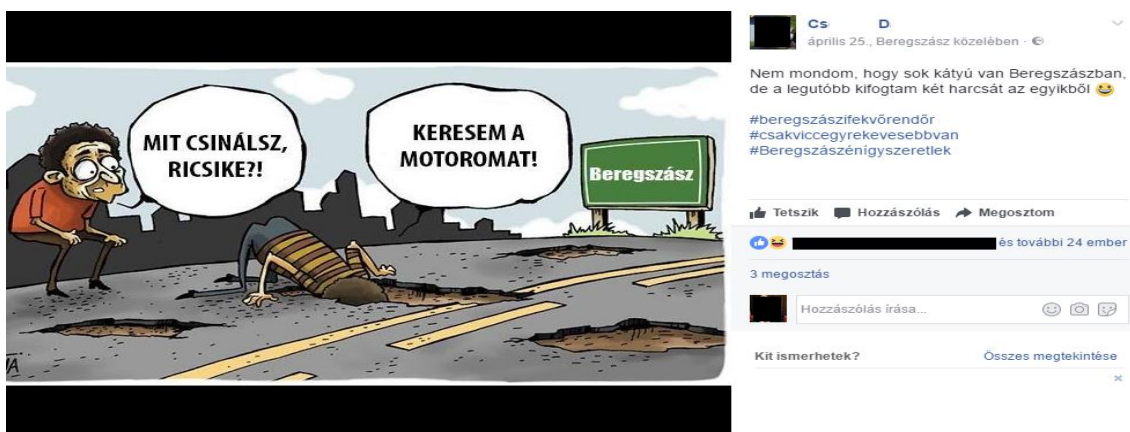 MIT CSINÁLSZ,
RICSIKE?!
KERESEM A
MOTOROMAT!
Beregszász
Cs D
április 25., Beregszász közelében ·
Nem mondom, hogy sok kátyú van Beregszászban,
de a legutóbb kifogtam két harcsát az egyikből 😂
#beregszászifekvőrendőr
#csakviccegyrekevesebbvan
#Beregszászénígyszeretlek
Tetszik Hozzászólás Megosztom
és további 24 ember
3 megosztás
Hozzászólás írása...
Kit ismerhetek? Összes megtekintése